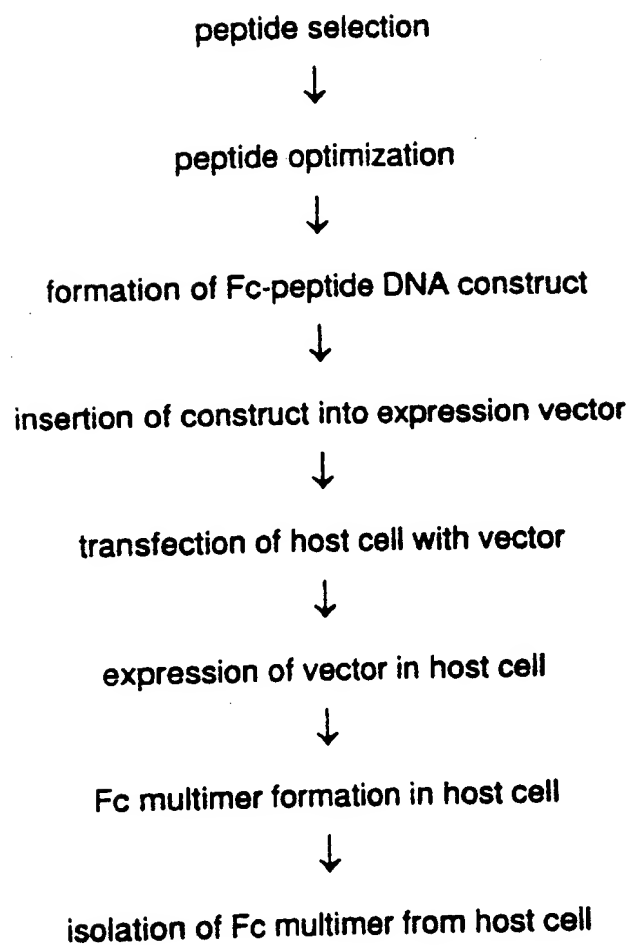 peptide selection
↓
peptide optimization
↓
formation of Fc-peptide DNA construct
↓
insertion of construct into expression vector
↓
transfection of host cell with vector
↓
expression of vector in host cell
↓
Fc multimer formation in host cell
↓
isolation of Fc multimer from host cell